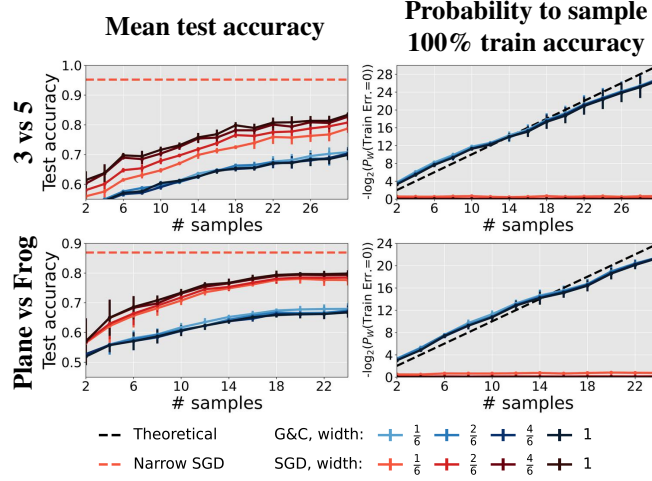 Mean test accuracy
Probability to sample
100% train accuracy
3 vs 5
Test accuracy
1.0
0.9
0.8
0.7
0.6
2 6 10 14 18 22 26
# samples
-log₂(P_W(Train Err.=0))
28
24
20
16
12
8
4
0
2 6 10 14 18 22 26
# samples
Plane vs Frog
Test accuracy
0.9
0.8
0.7
0.6
0.5
2 6 10 14 18 22
# samples
-log₂(P_W(Train Err.=0))
24
20
16
12
8
4
0
2 6 10 14 18 22
# samples
Theoretical G&C, width: 1/6 2/6 4/6 1
Narrow SGD SGD, width: 1/6 2/6 4/6 1